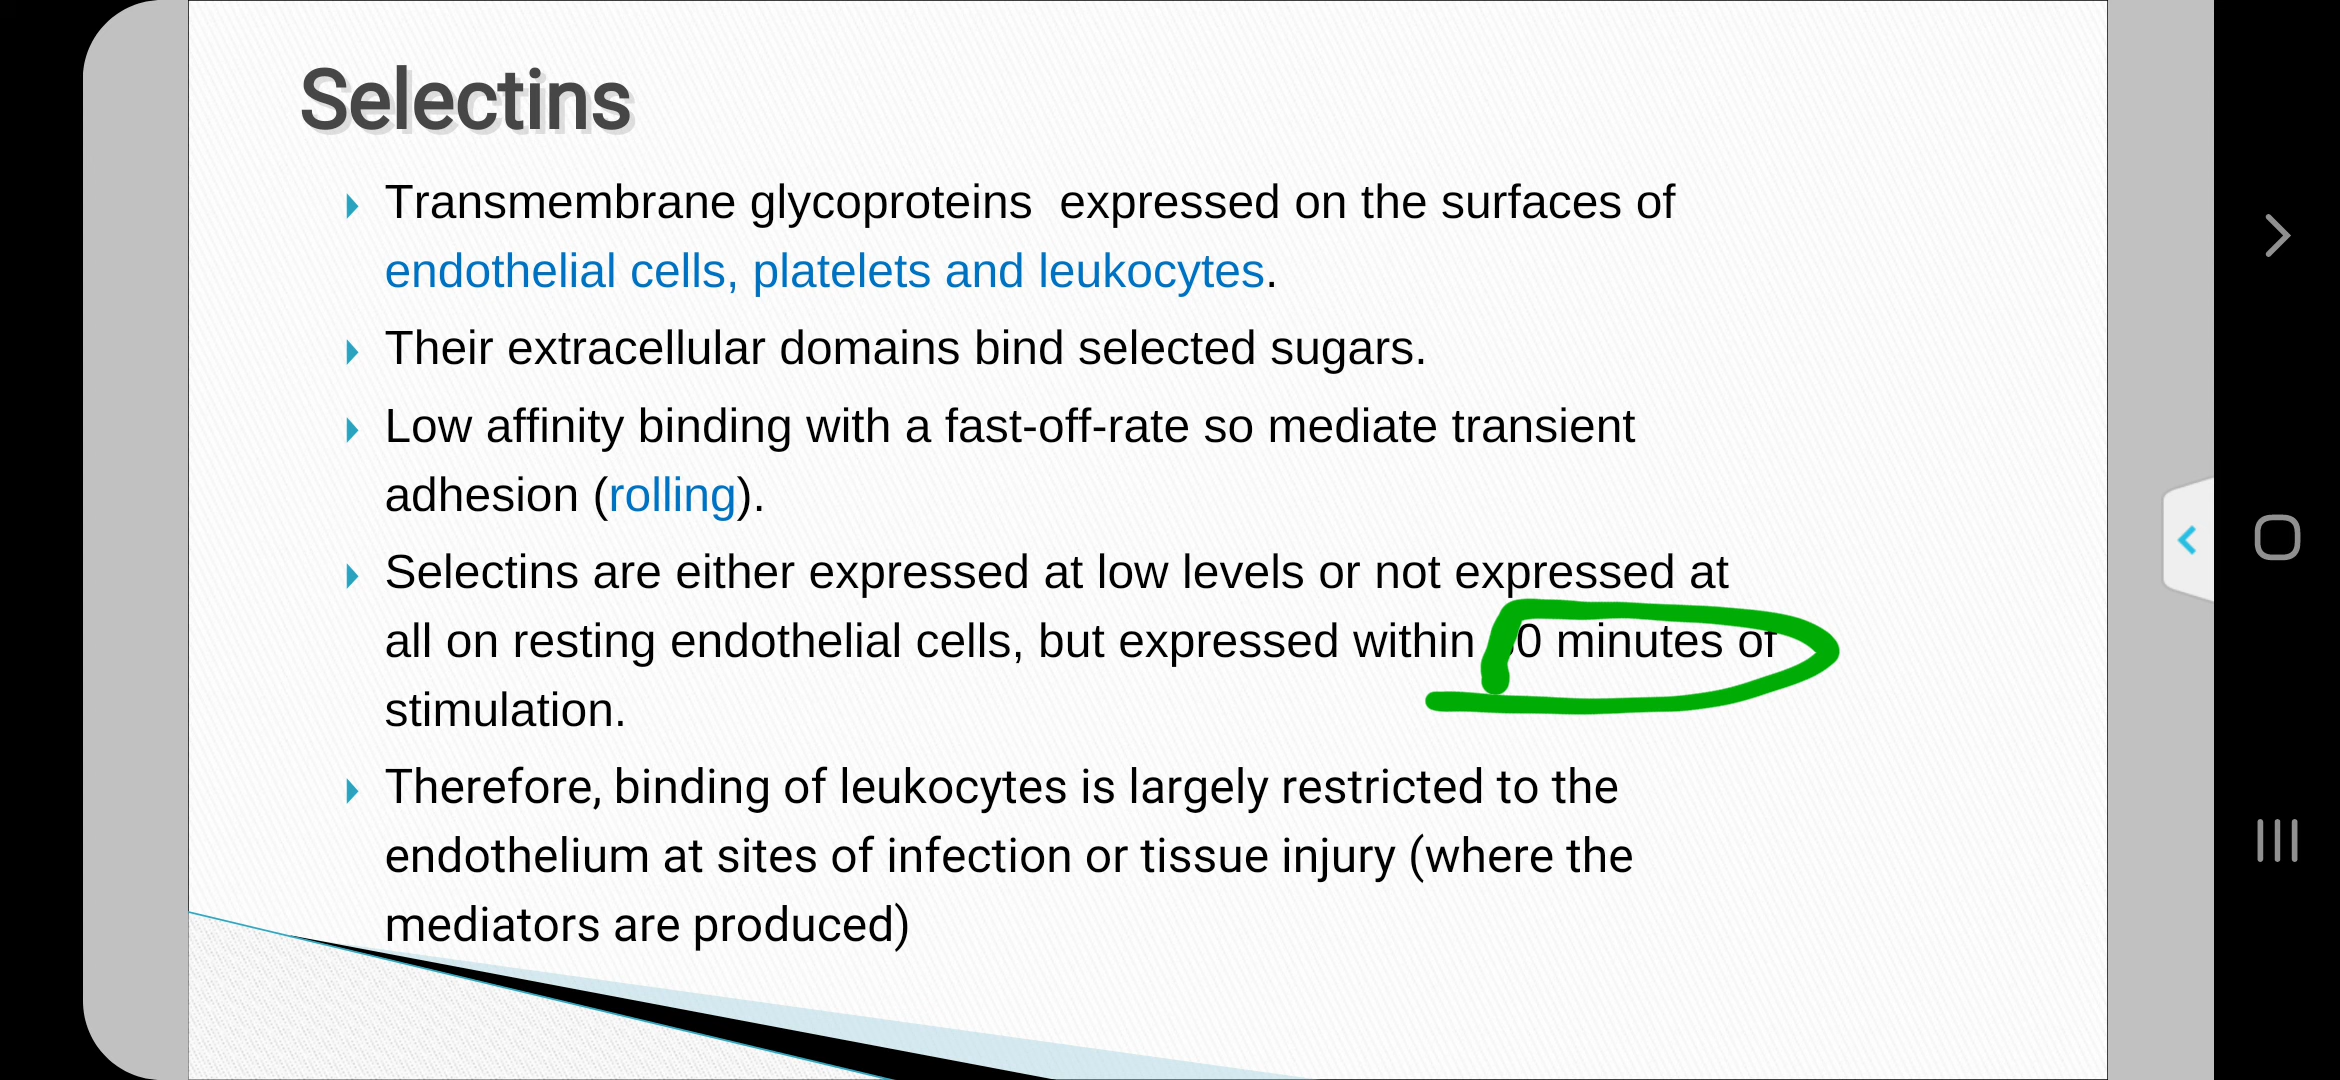 Selectins
Transmembrane glycoproteins expressed on the surfaces of
endothelial cells, platelets and leukocytes.
Their extracellular domains bind selected sugars.
Low affinity binding with a fast-off-rate so mediate transient
adhesion (rolling).
Selectins are either expressed at low levels or not expressed at
all on resting endothelial cells, but expressed within minutes of
stimulation.
Therefore, binding of leukocytes is largely restricted to the
endothelium at sites of infection or tissue injury (where the
mediators are produced)